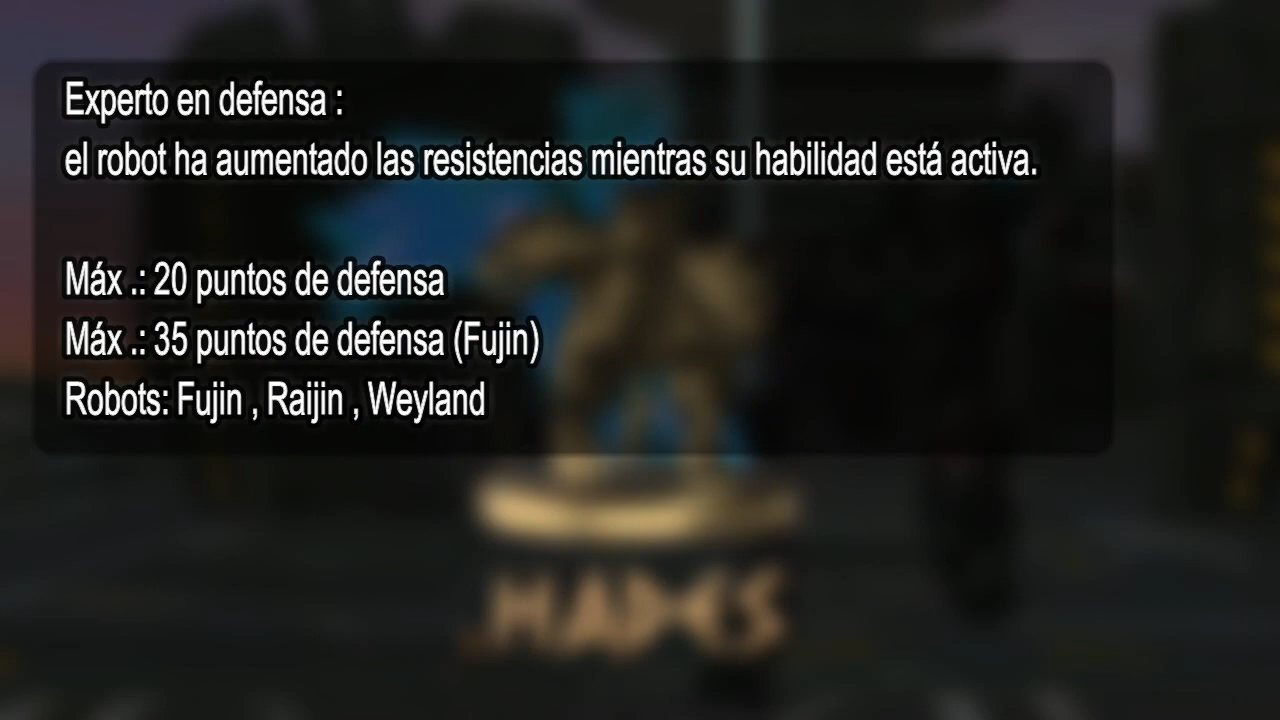 Experto en defensa :
el robot ha aumentado las resistencias mientras su habilidad está activa.
Máx .: 20 puntos de defensa
Máx .: 35 puntos de defensa (Fujin)
Robots: Fujin , Raijin , Weyland
HADES